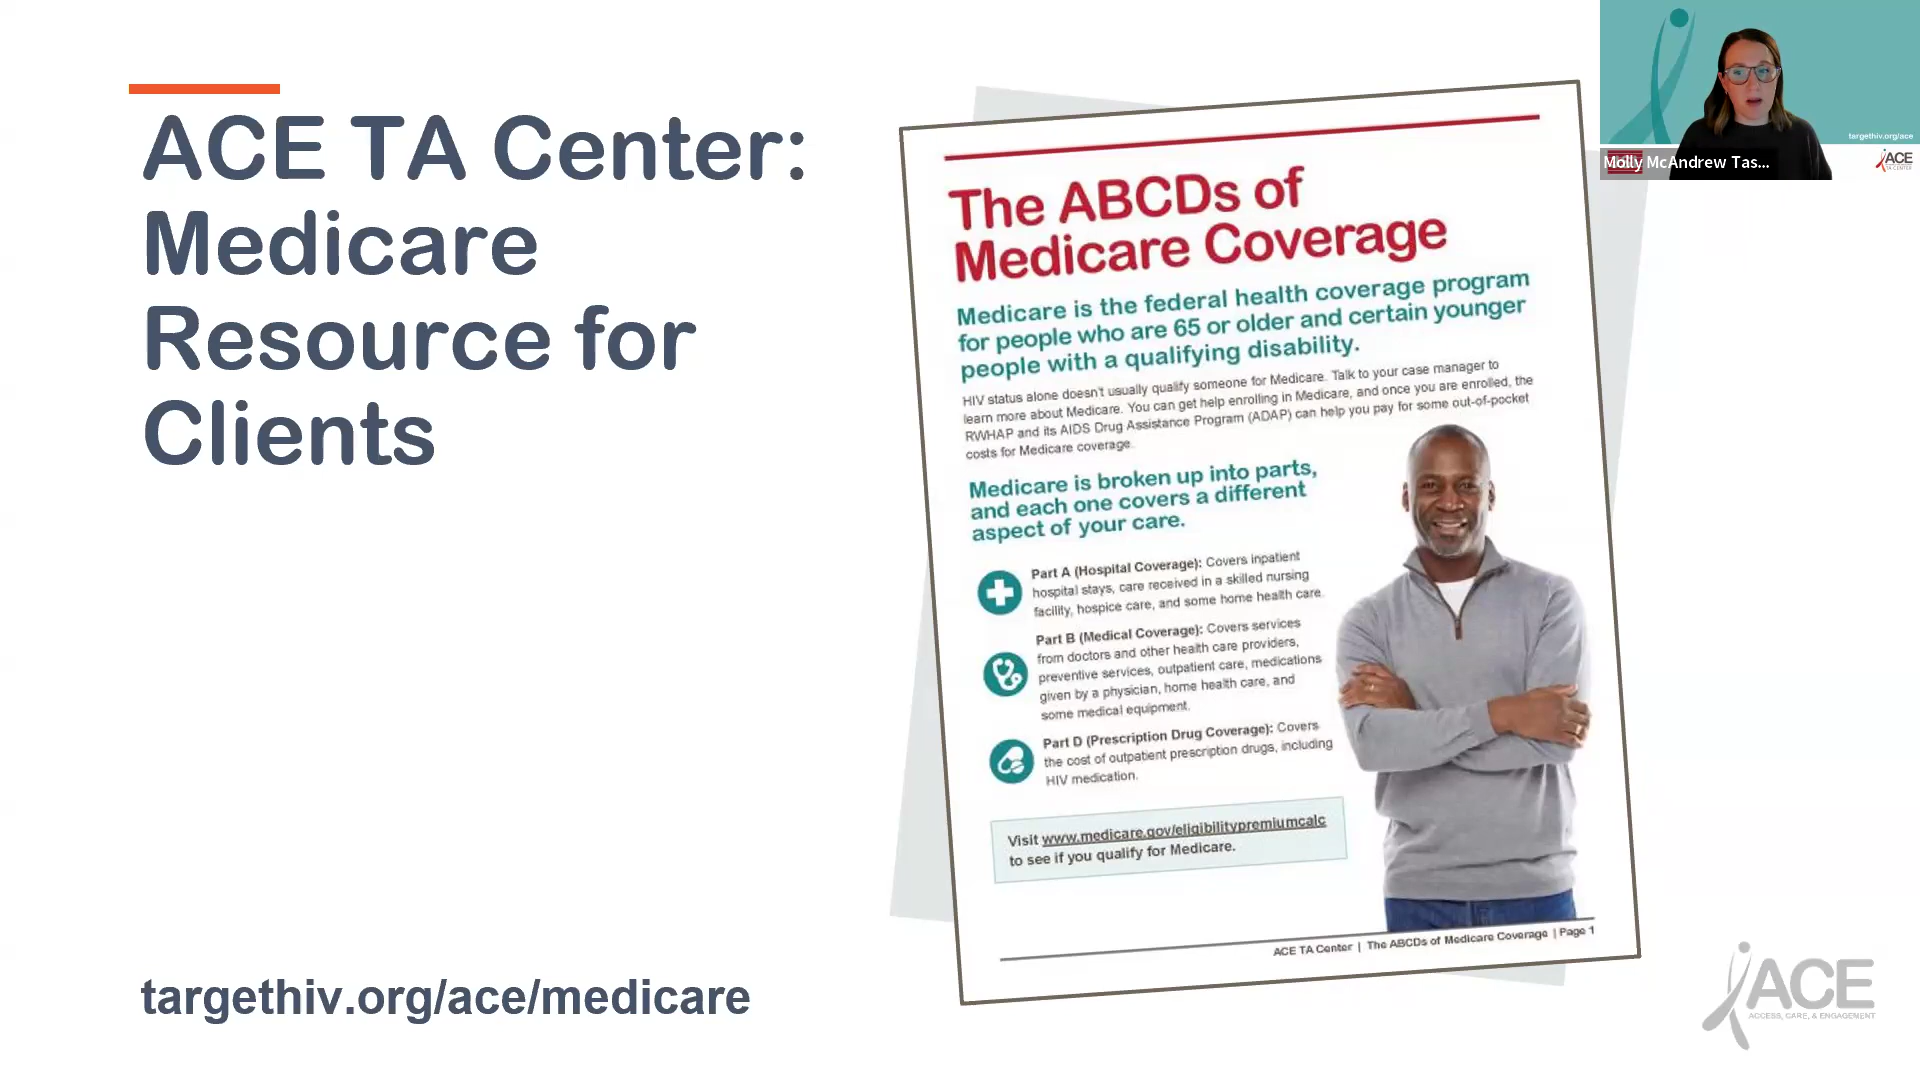 ACE TA Center:
Medicare
Resource for
Clients
targethiv.org/ace/medicare
The ABCDs of
Medicare Coverage
Medicare is the federal health coverage program
for people who are 65 or older and certain younger
people with a qualifying disability.
HIV status alone doesn't usually qualify someone for Medicare. Talk to your case manager to
learn more about Medicare. You can get help enrolling in Medicare, and once you are enrolled, the
RWHAP and its AIDS Drug Assistance Program (ADAP) can help you pay for some out-of-pocket
costs for Medicare coverage.
Medicare is broken up into parts,
and each one covers a different
aspect of your care.
Part A (Hospital Coverage): Covers inpatient
hospital stays, care received in a skilled nursing
facility, hospice care, and some home health care.
Part B (Medical Coverage): Covers services
from doctors and other health care providers,
preventive services, outpatient care, medications
given by a physician, home health care, and
some medical equipment.
Part D (Prescription Drug Coverage): Covers
the cost of outpatient prescription drugs, including
HIV medication.
Visit www.medicare.gov/eligibilitypremiumcalc
to see if you qualify for Medicare.
ACE TA Center | The ABCDs of Medicare Coverage | Page 1
targethiv.org/ace
Molly McAndrew Tas...
ACE
TA CENTER
ACE
ACCESS, CARE, & ENGAGEMENT